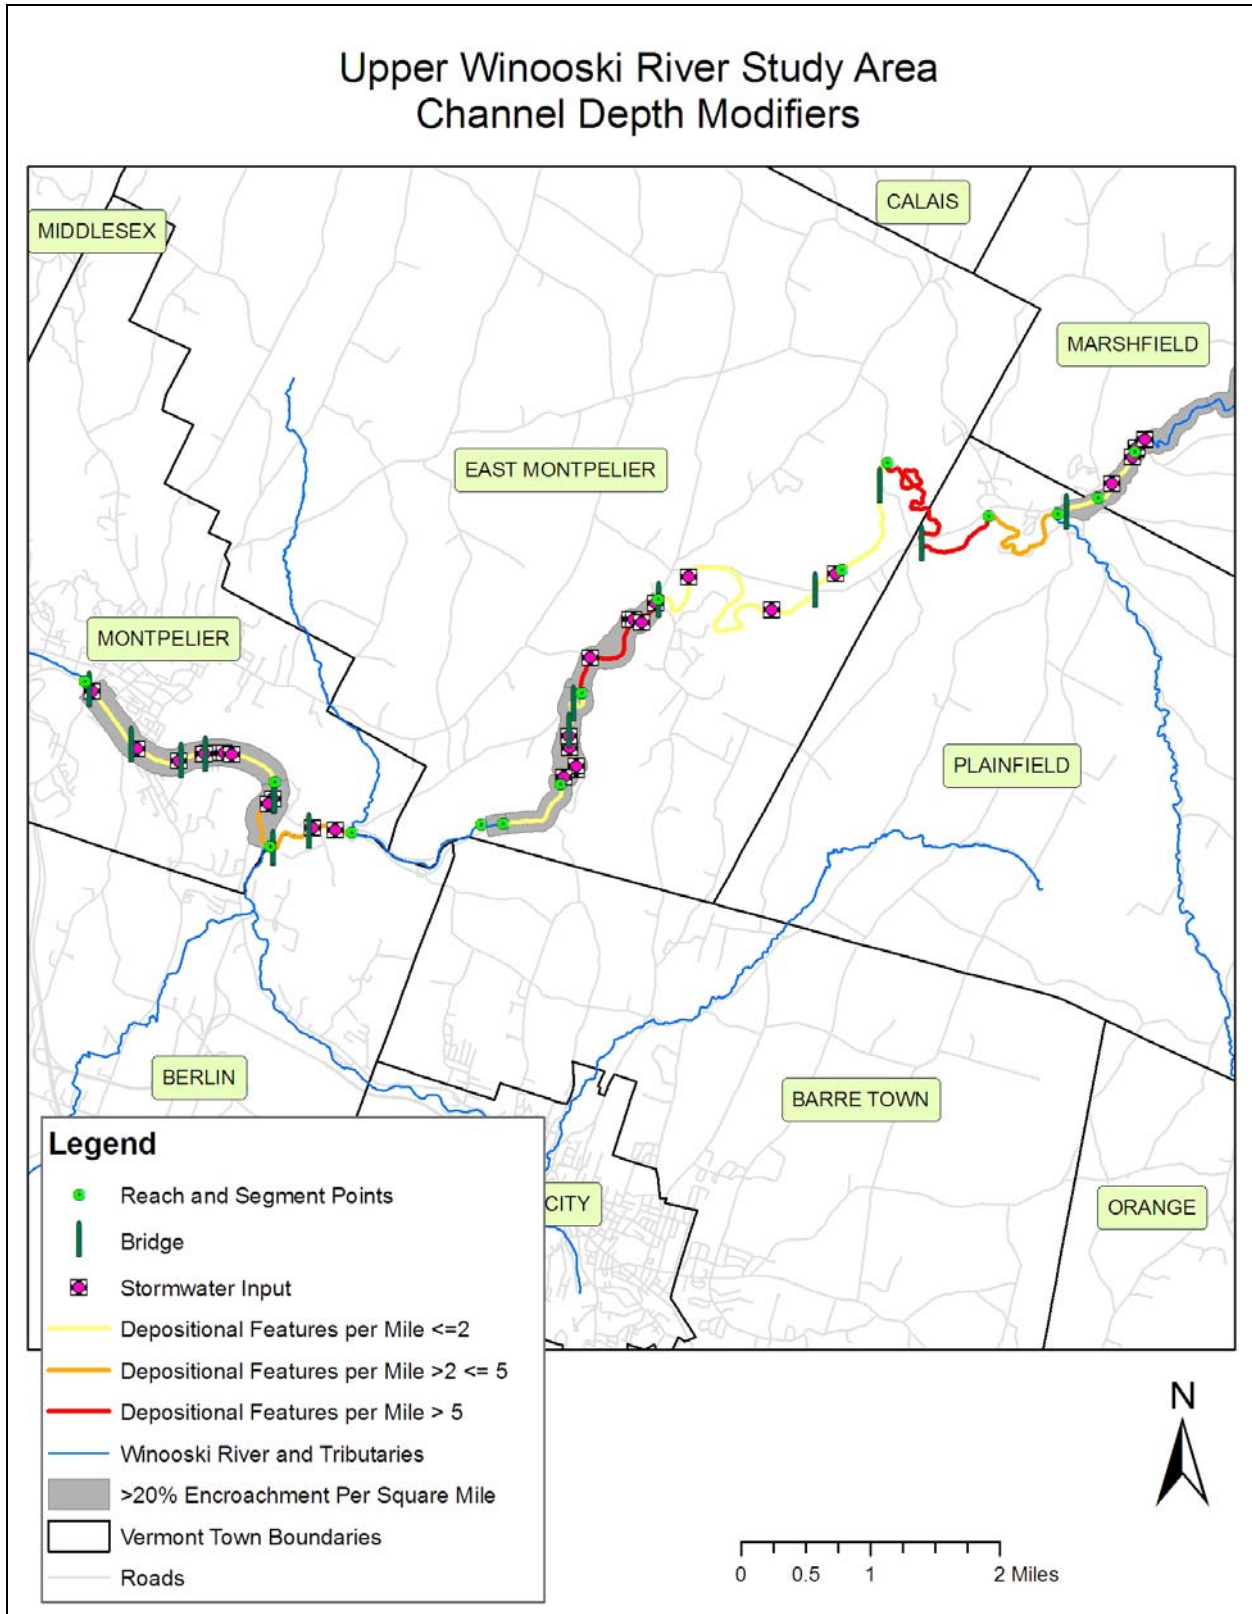 Upper Winooski River Study Area
Channel Depth Modifiers
CALAIS
MIDDLESEX
MARSHFIELD
EAST MONTPELIER
MONTPELIER
PLAINFIELD
BERLIN
BARRE TOWN
CITY
ORANGE
Legend
Reach and Segment Points
Bridge
Stormwater Input
Depositional Features per Mile <=2
Depositional Features per Mile >2 <= 5
Depositional Features per Mile > 5
Winooski River and Tributaries
>20% Encroachment Per Square Mile
Vermont Town Boundaries
Roads
N
0 0.5 1 2 Miles